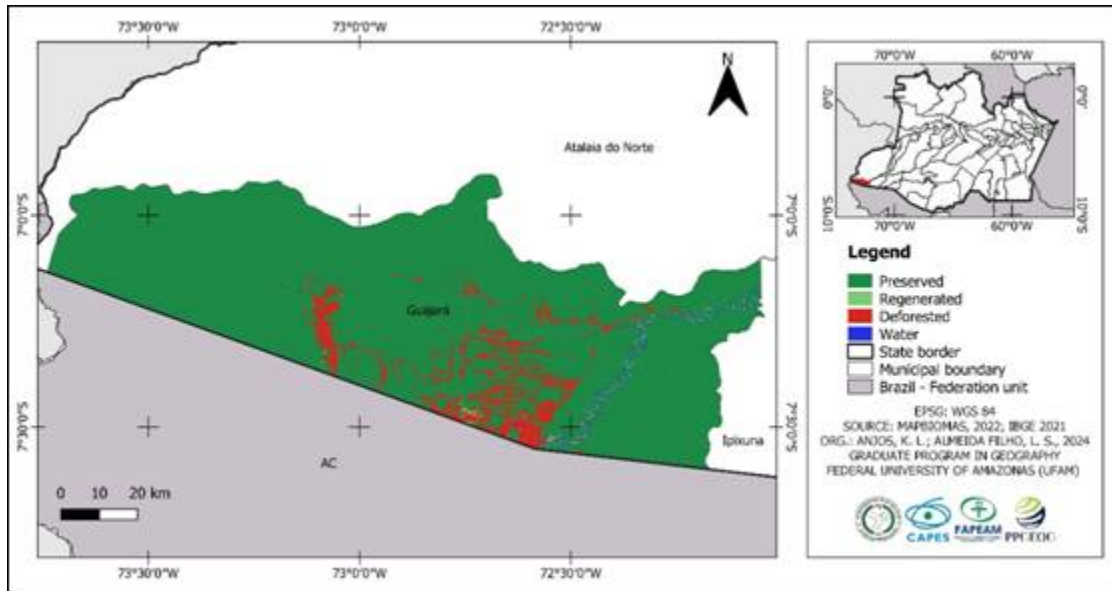 73°30'0"W
73°0'0"W
72°30'0"W
N
Atalaia do Norte
7°0'0"S
7°0'0"S
Guajará
7°30'0"S
7°30'0"S
Ipixuna
AC
0 10 20 km
73°30'0"W
73°0'0"W
72°30'0"W
70°0'0"W
60°0'0"W
0°0'
0°0'
10°0'S
10°0'S
70°0'0"W
60°0'0"W
Legend
Preserved
Regenerated
Deforested
Water
State border
Municipal boundary
Brazil - Federation unit
EPSG: WGS 84
SOURCE: MAPBIOMAS, 2022; IBGE 2021
ORG.: ANJOS, K. L.; ALMEIDA FILHO, L. S., 2024
GRADUATE PROGRAM IN GEOGRAPHY
FEDERAL UNIVERSITY OF AMAZONAS (UFAM)
CAPES
FAPEAM
PPGEOG